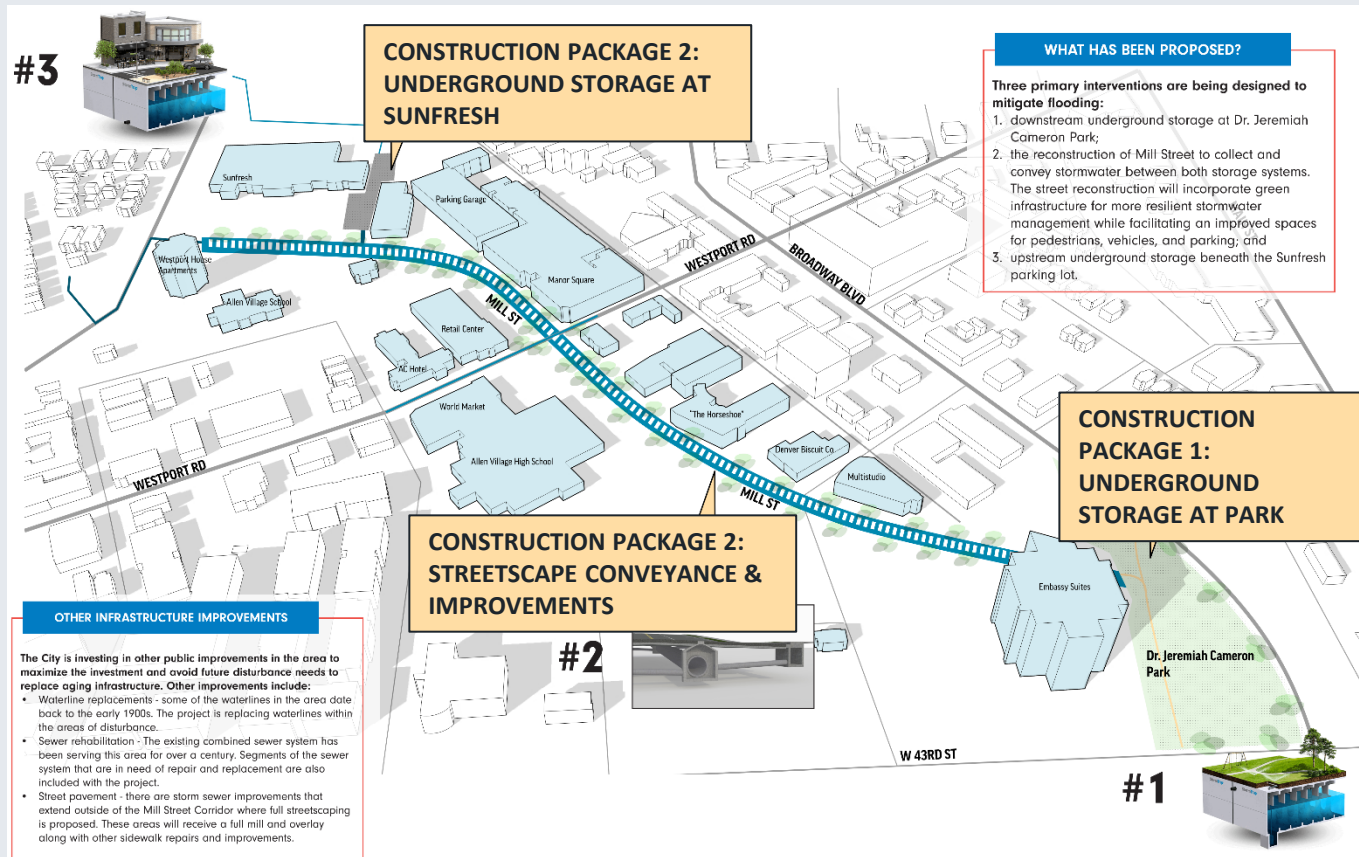 #3
CONSTRUCTION PACKAGE 2:
UNDERGROUND STORAGE AT
SUNFRESH
WHAT HAS BEEN PROPOSED?
Three primary interventions are being designed to
mitigate flooding:
1. downstream underground storage at Dr. Jeremiah
Cameron Park;
2. the reconstruction of Mill Street to collect and
convey stormwater between both storage systems.
The street reconstruction will incorporate green
infrastructure for more resilient stormwater
management while facilitating an improved spaces
for pedestrians, vehicles, and parking; and
3. upstream underground storage beneath the Sunfresh
parking lot.
Sunfresh
Parking Garage
Westport House
Apartments
Allen Village School
Manor Square
WESTPORT RD
BROADWAY BLVD
MILL ST
Retail Center
AC Hotel
World Market
Allen Village High School
"The Horseshoe"
Denver Biscuit Co.
Multistudio
WESTPORT RD
MILL ST
CONSTRUCTION
PACKAGE 1:
UNDERGROUND
STORAGE AT PARK
CONSTRUCTION PACKAGE 2:
STREETSCAPE CONVEYANCE &
IMPROVEMENTS
Embassy Suites
#2
Dr. Jeremiah Cameron
Park
W 43RD ST
#1
OTHER INFRASTRUCTURE IMPROVEMENTS
The City is investing in other public improvements in the area to
maximize the investment and avoid future disturbance needs to
replace aging infrastructure. Other improvements include:
• Waterline replacements - some of the waterlines in the area date
back to the early 1900s. The project is replacing waterlines within
the areas of disturbance.
• Sewer rehabilitation - The existing combined sewer system has
been serving this area for over a century. Segments of the sewer
system that are in need of repair and replacement are also
included with the project.
• Street pavement - there are storm sewer improvements that
extend outside of the Mill Street Corridor where full streetscaping
is proposed. These areas will receive a full mill and overlay
along with other sidewalk repairs and improvements.